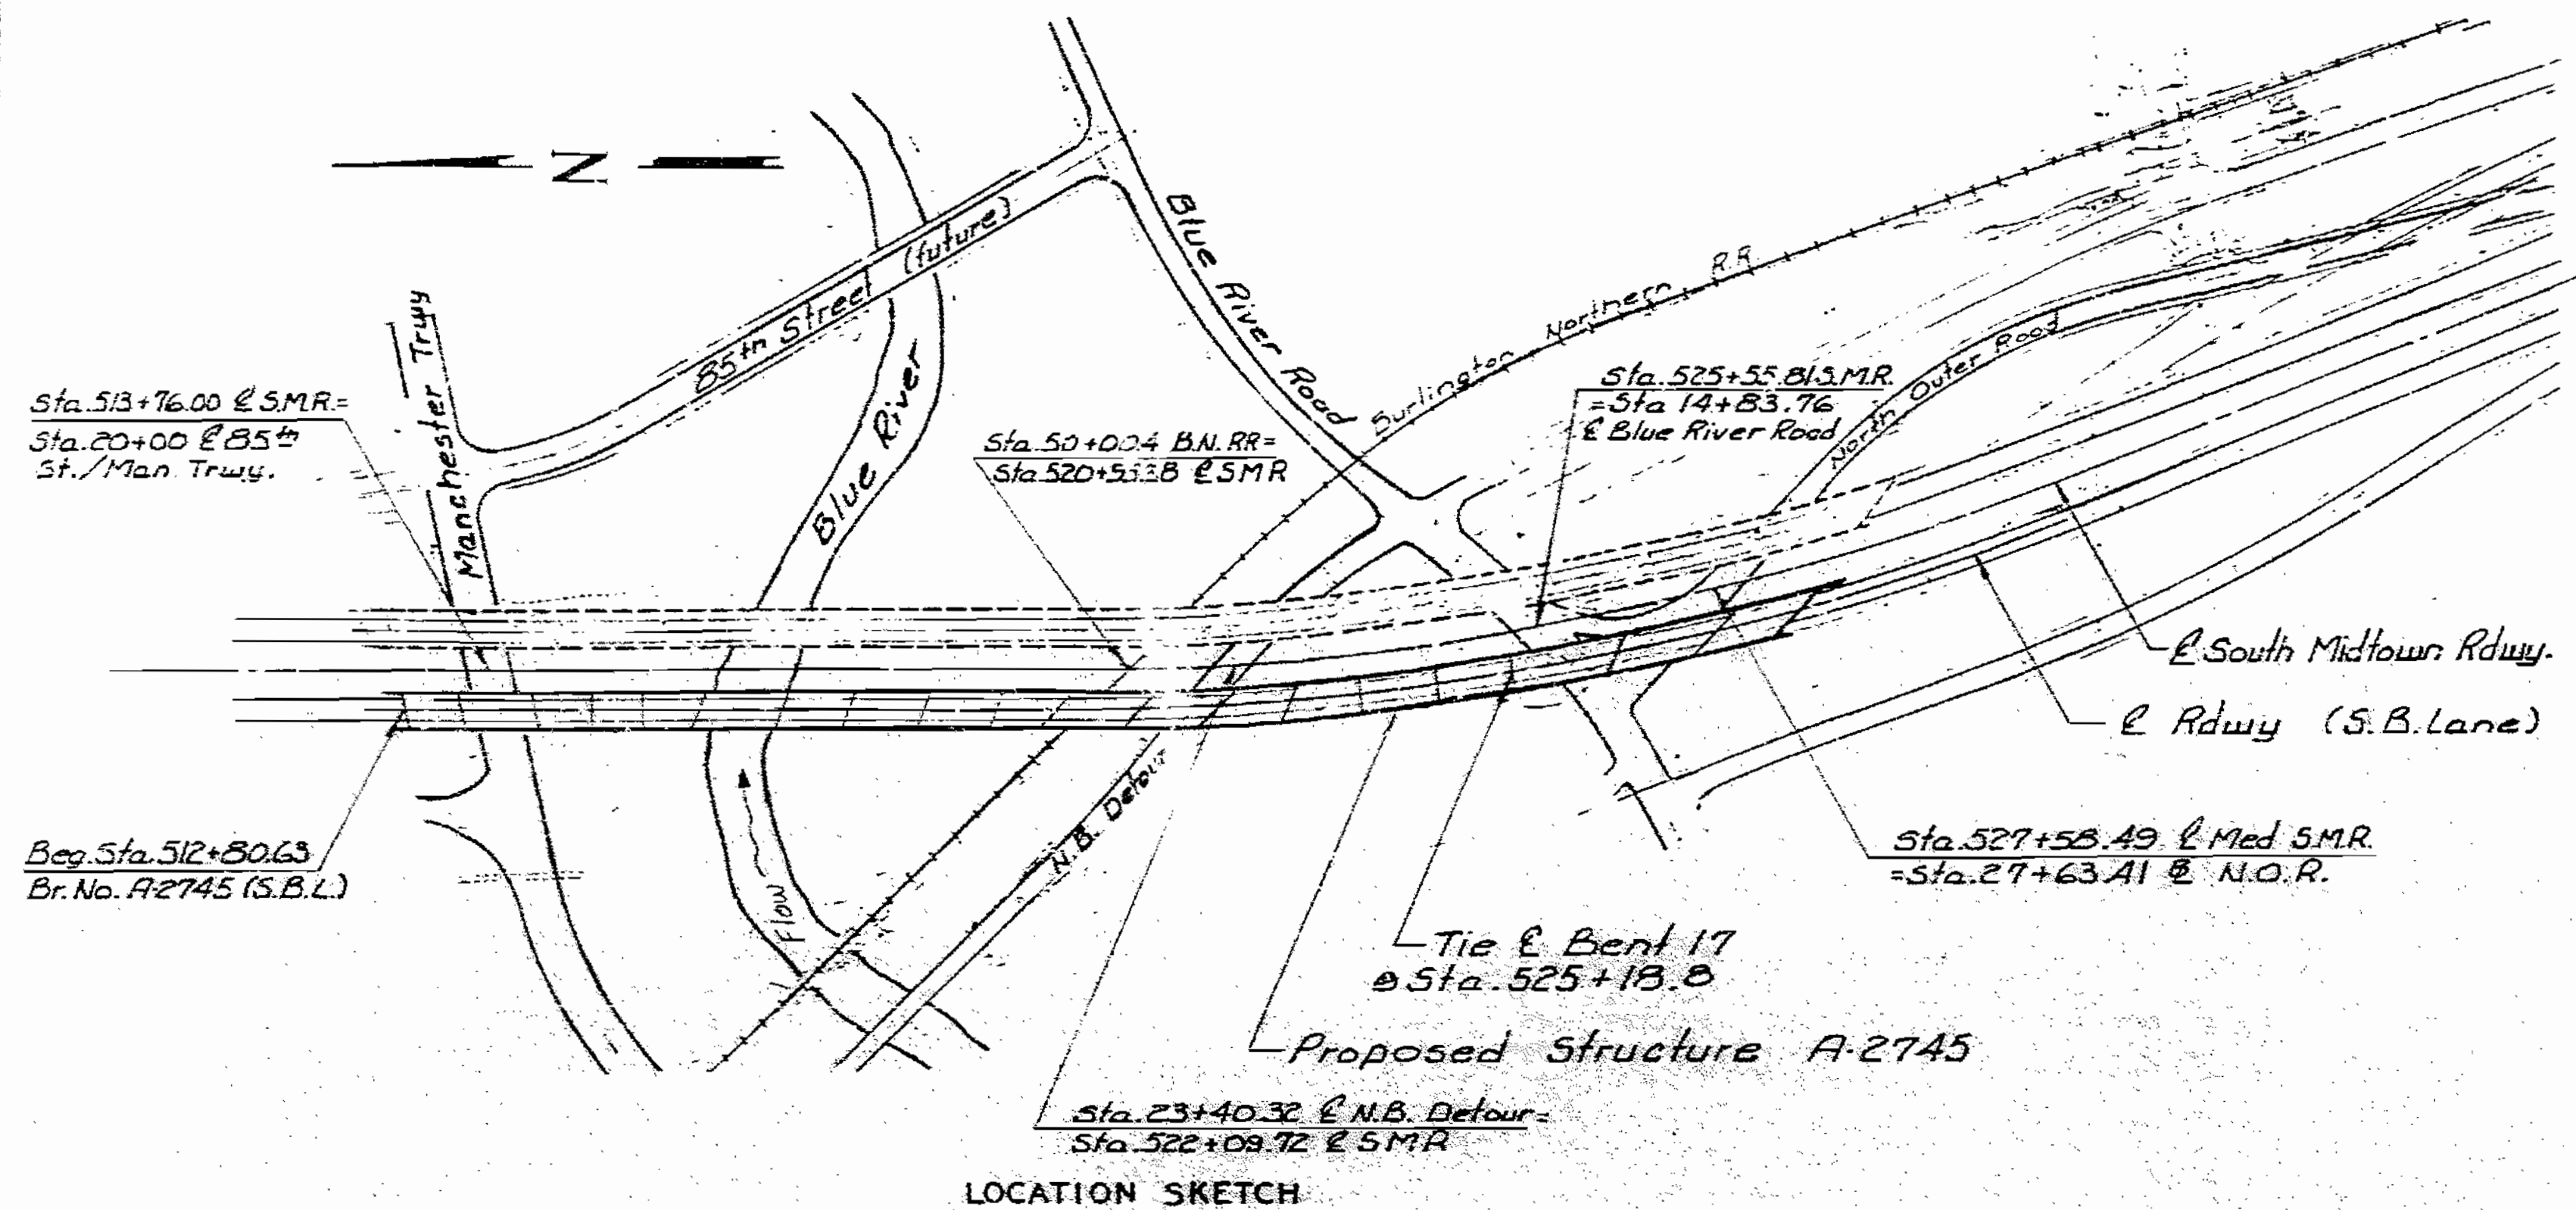 N
Blue River Road
85th Street (future)
Manchester Trwy
Blue River
Burlington Northern R.R.
North Outer Road
Sta. 513+76.00 ℄ S.M.R.=
Sta. 20+00 ℄ 85th
St./Man. Trwy.
Sta. 50+00.4 B.N. RR=
Sta. 520+53.38 ℄ S M R
Sta. 525+55.81 S.M.R.
=Sta 14+83.76
℄ Blue River Road
℄ South Midtown Rdwy.
℄ Rdwy (S.B. Lane)
Beg. Sta. 512+80.63
Br. No. A-2745 (S.B.L.)
Flow
N.B. Detour
Sta. 527+58.49 ℄ Med S.M.R.
=Sta. 27+63.41 ℄ N.O.R.
Tie ℄ Bent 17
@ Sta. 525+18.8
Proposed Structure A-2745
Sta. 23+40.32 ℄ N.B. Detour=
Sta. 522+09.72 ℄ S M R
LOCATION SKETCH